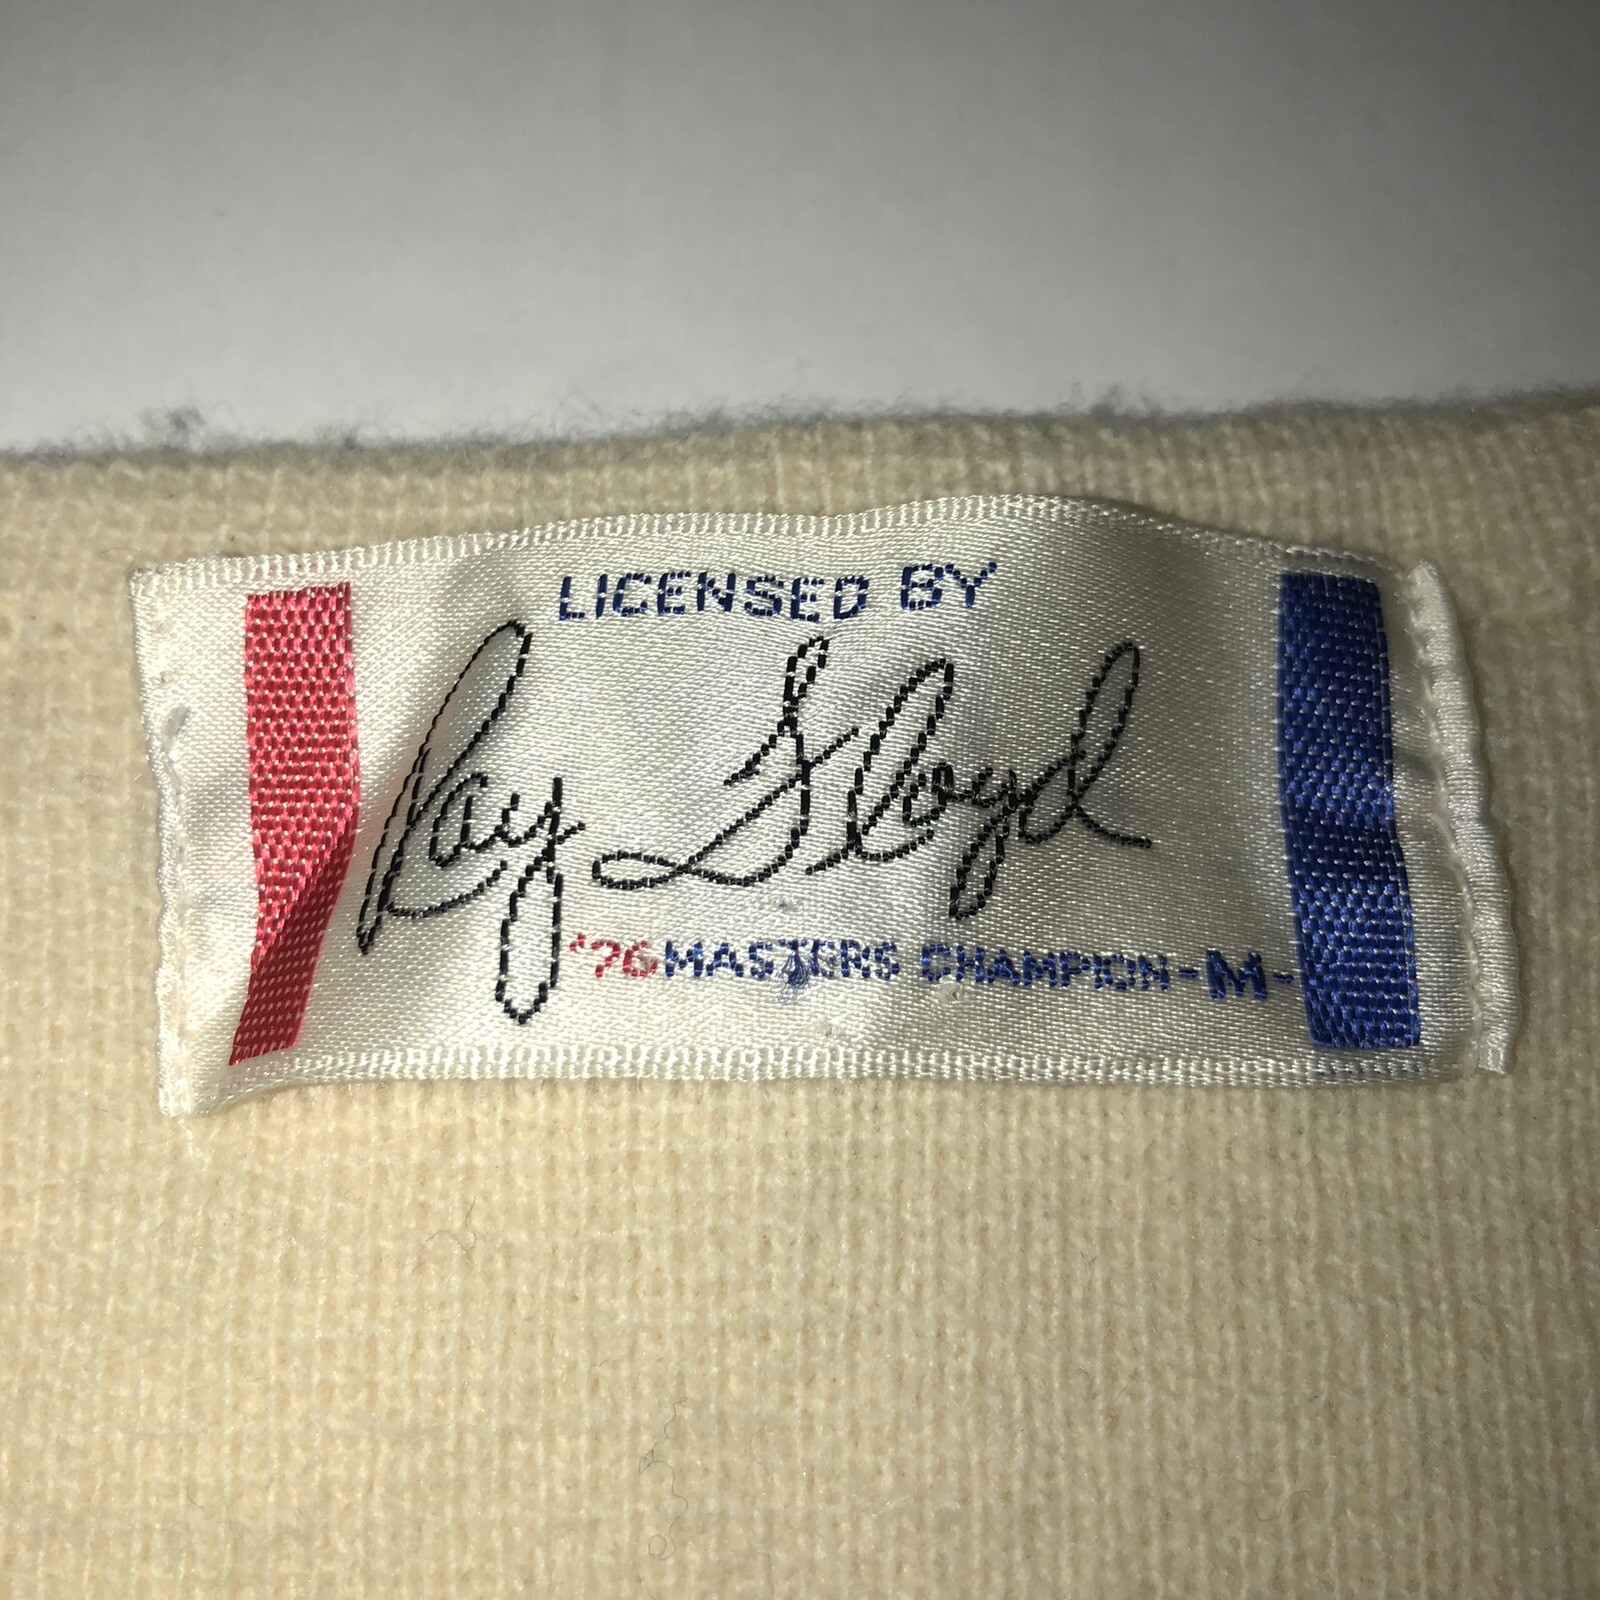 LICENSED BY
Ray Floyd
'76 MASTERS CHAMPION -M-